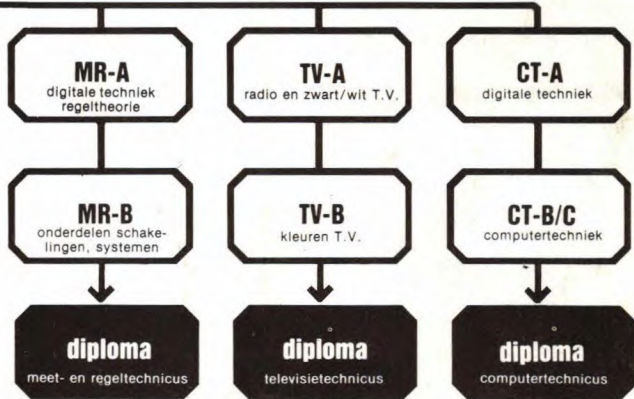 MR-A
digitale techniek
regeltheorie
TV-A
radio en zwart/wit T.V.
CT-A
digitale techniek
MR-B
onderdelen schake-
lingen, systemen
TV-B
kleuren T.V.
CT-B/C
computertechniek
diploma
meet- en regeltechnicus
diploma
televisietechnicus
diploma
computertechnicus